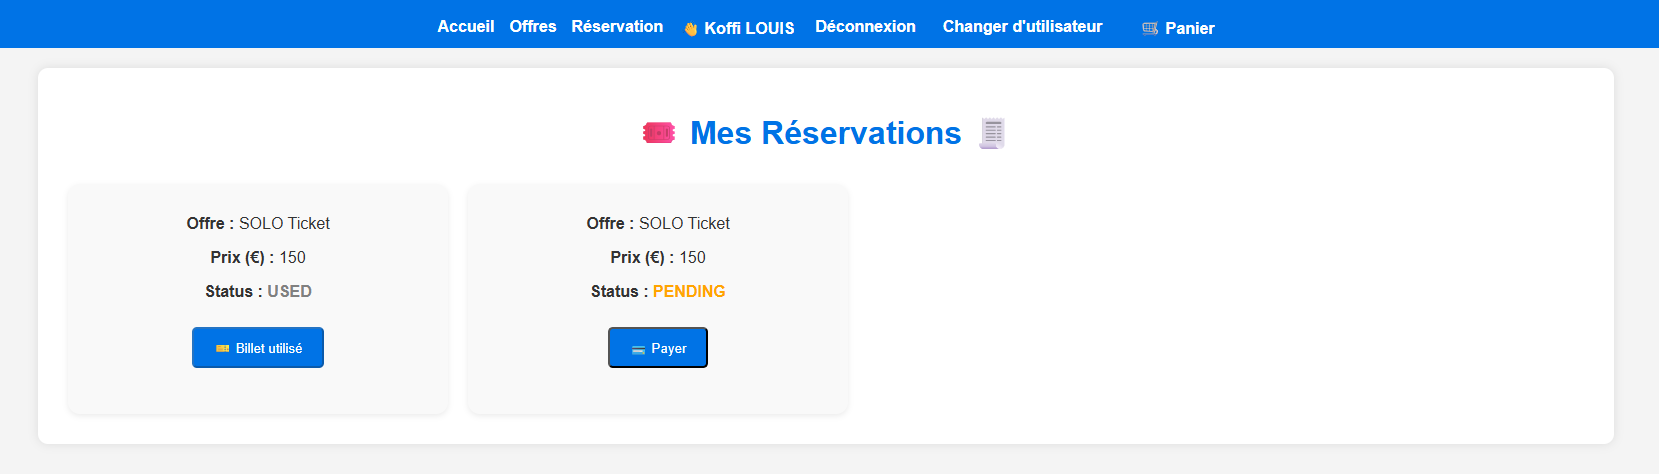 Accueil Offres Réservation 👋 Koffi LOUIS Déconnexion Changer d'utilisateur 🛒 Panier
🎟️ Mes Réservations 🧾
Offre : SOLO Ticket
Prix (€) : 150
Status : USED
🎫 Billet utilisé
Offre : SOLO Ticket
Prix (€) : 150
Status : PENDING
💳 Payer